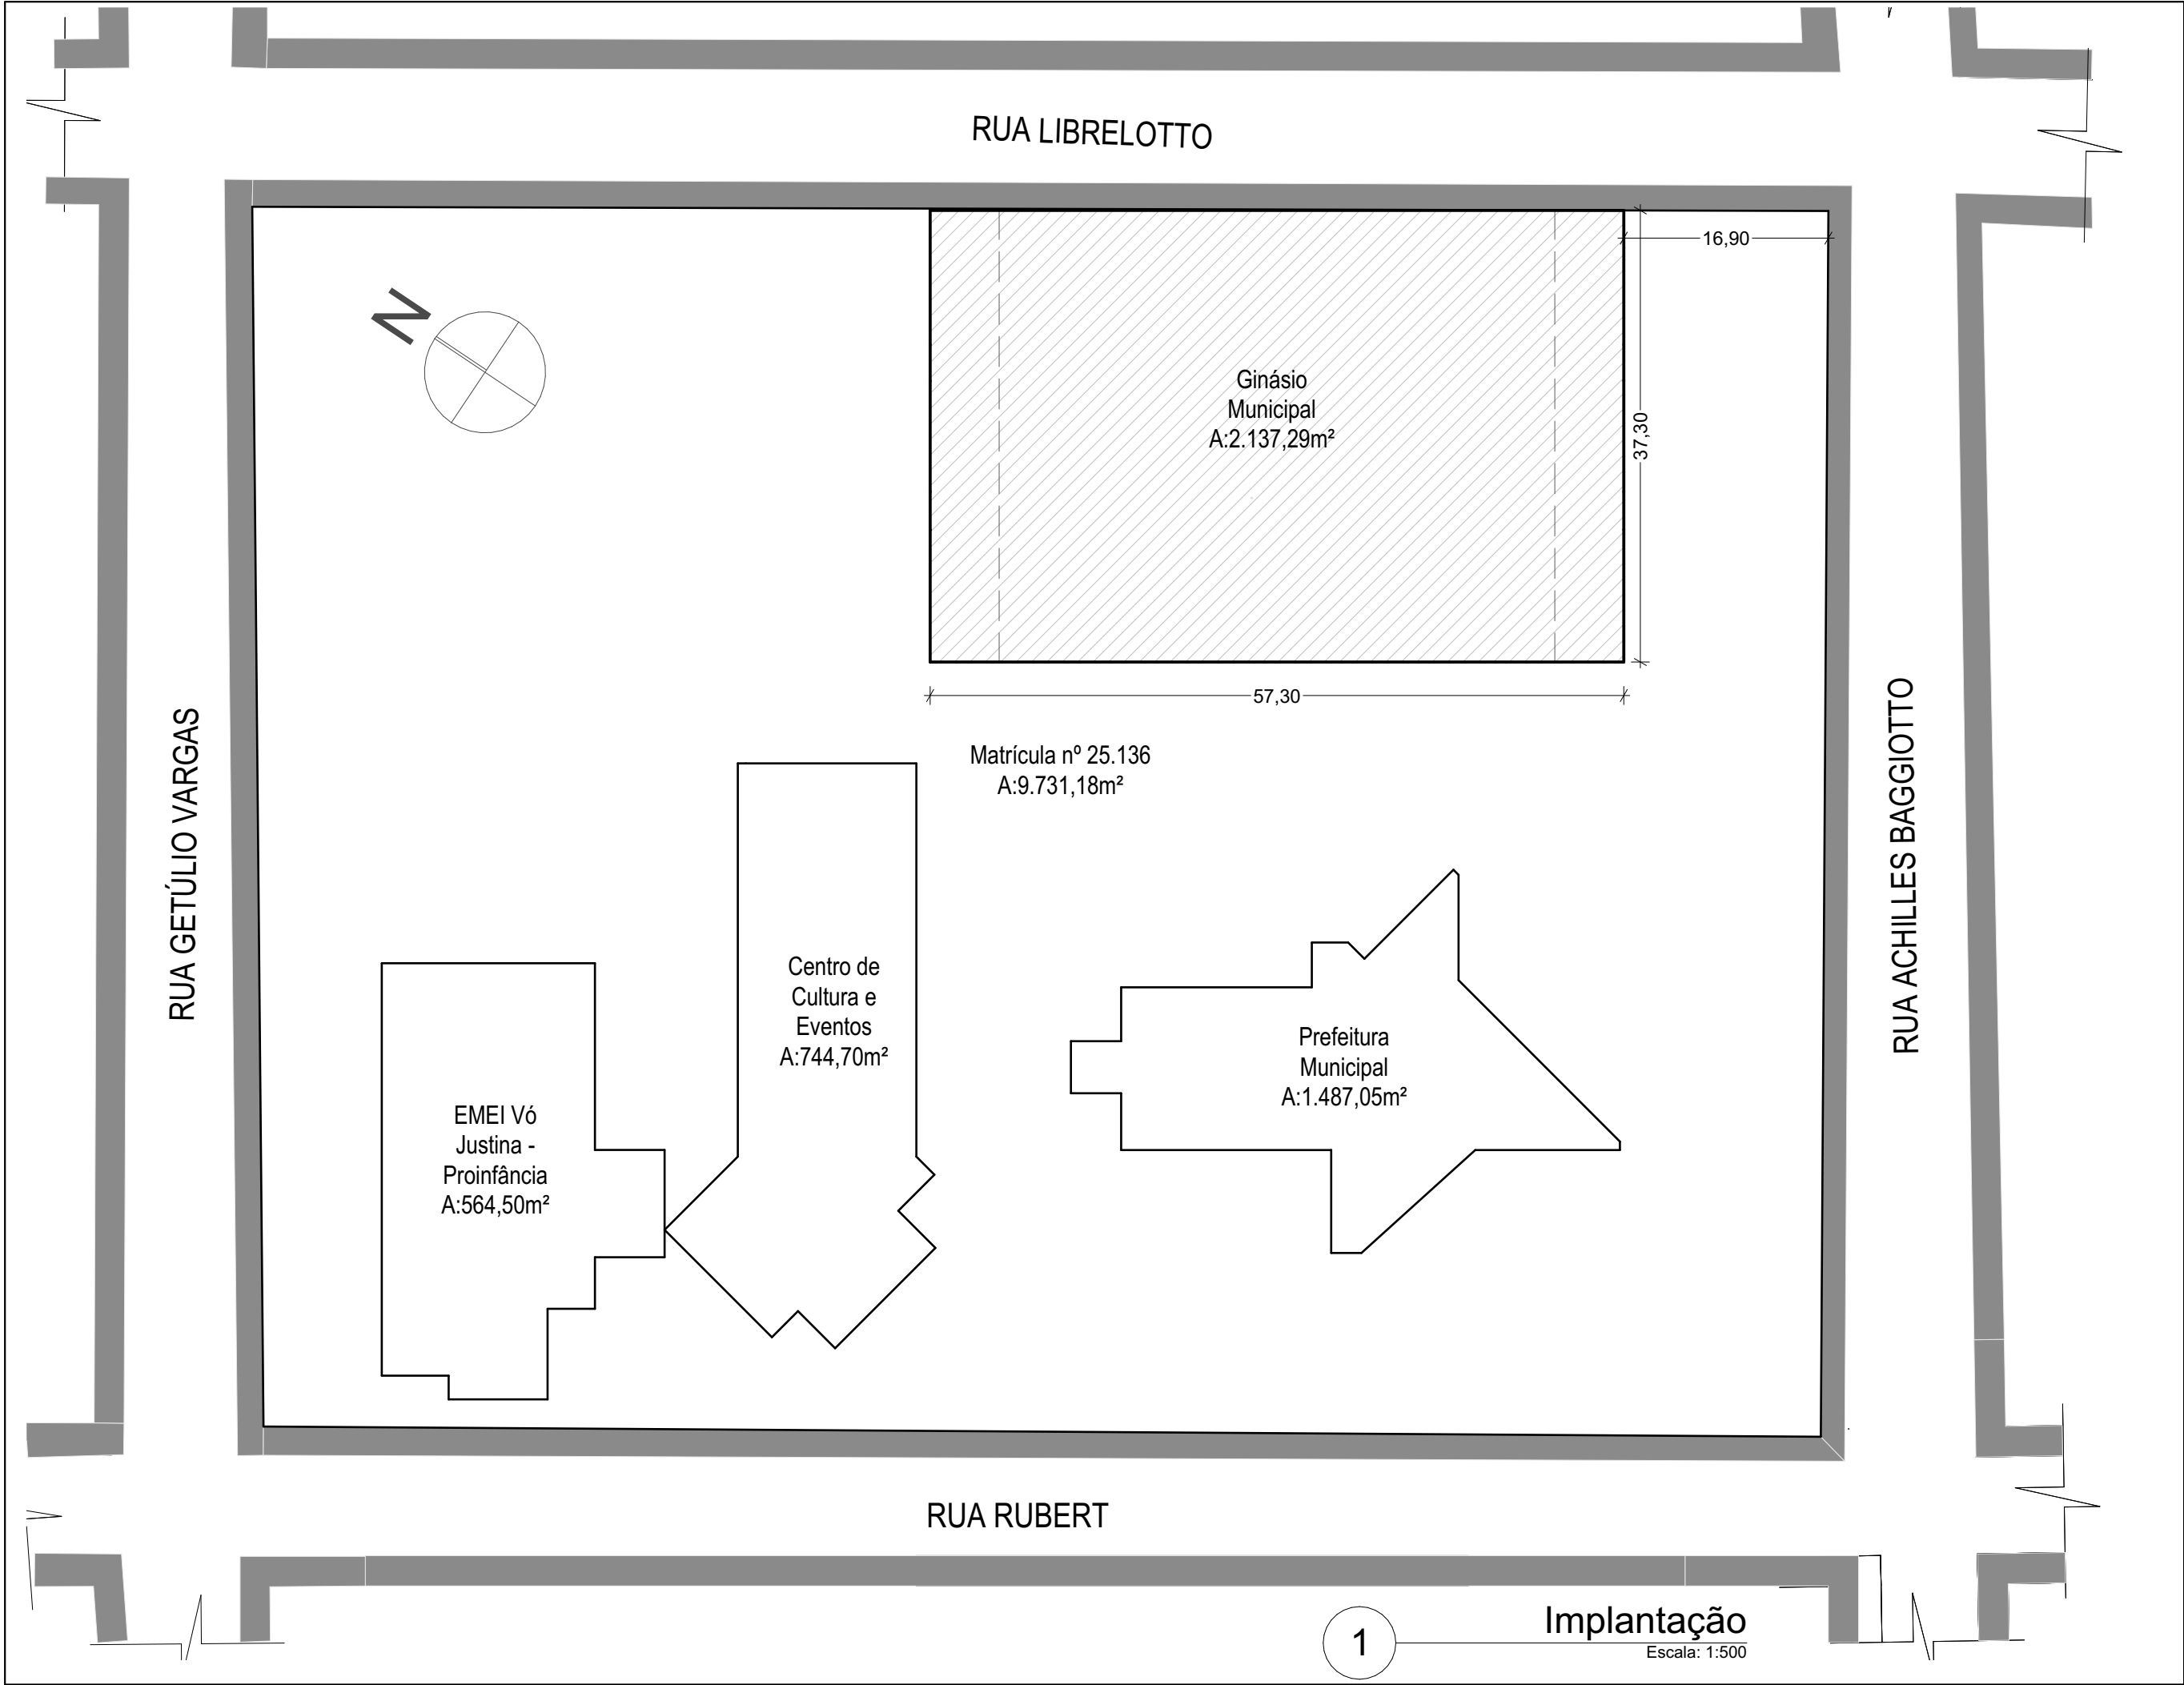 RUA LIBRELOTTO
16,90
N
Ginásio
Municipal
A:2.137,29m²
37,30
57,30
Matrícula nº 25.136
A:9.731,18m²
RUA GETÚLIO VARGAS
RUA ACHILLES BAGGIOTTO
Centro de
Cultura e
Eventos
A:744,70m²
Prefeitura
Municipal
A:1.487,05m²
EMEI Vó
Justina -
Proinfância
A:564,50m²
RUA RUBERT
1
Implantação
Escala: 1:500